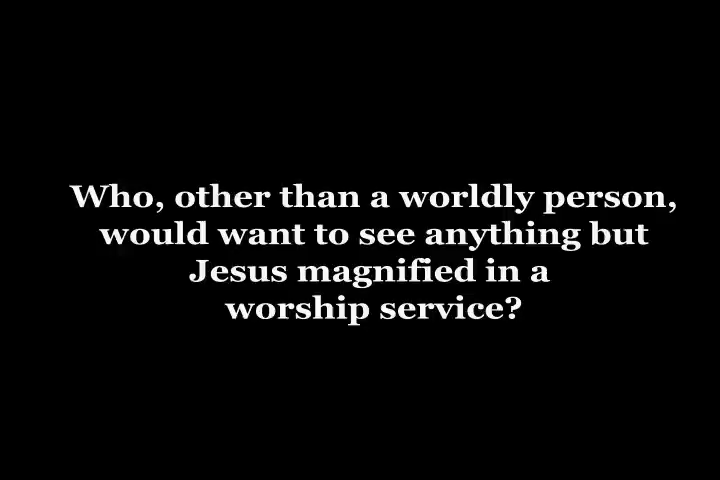 Who, other than a worldly person,
would want to see anything but
Jesus magnified in a
worship service?